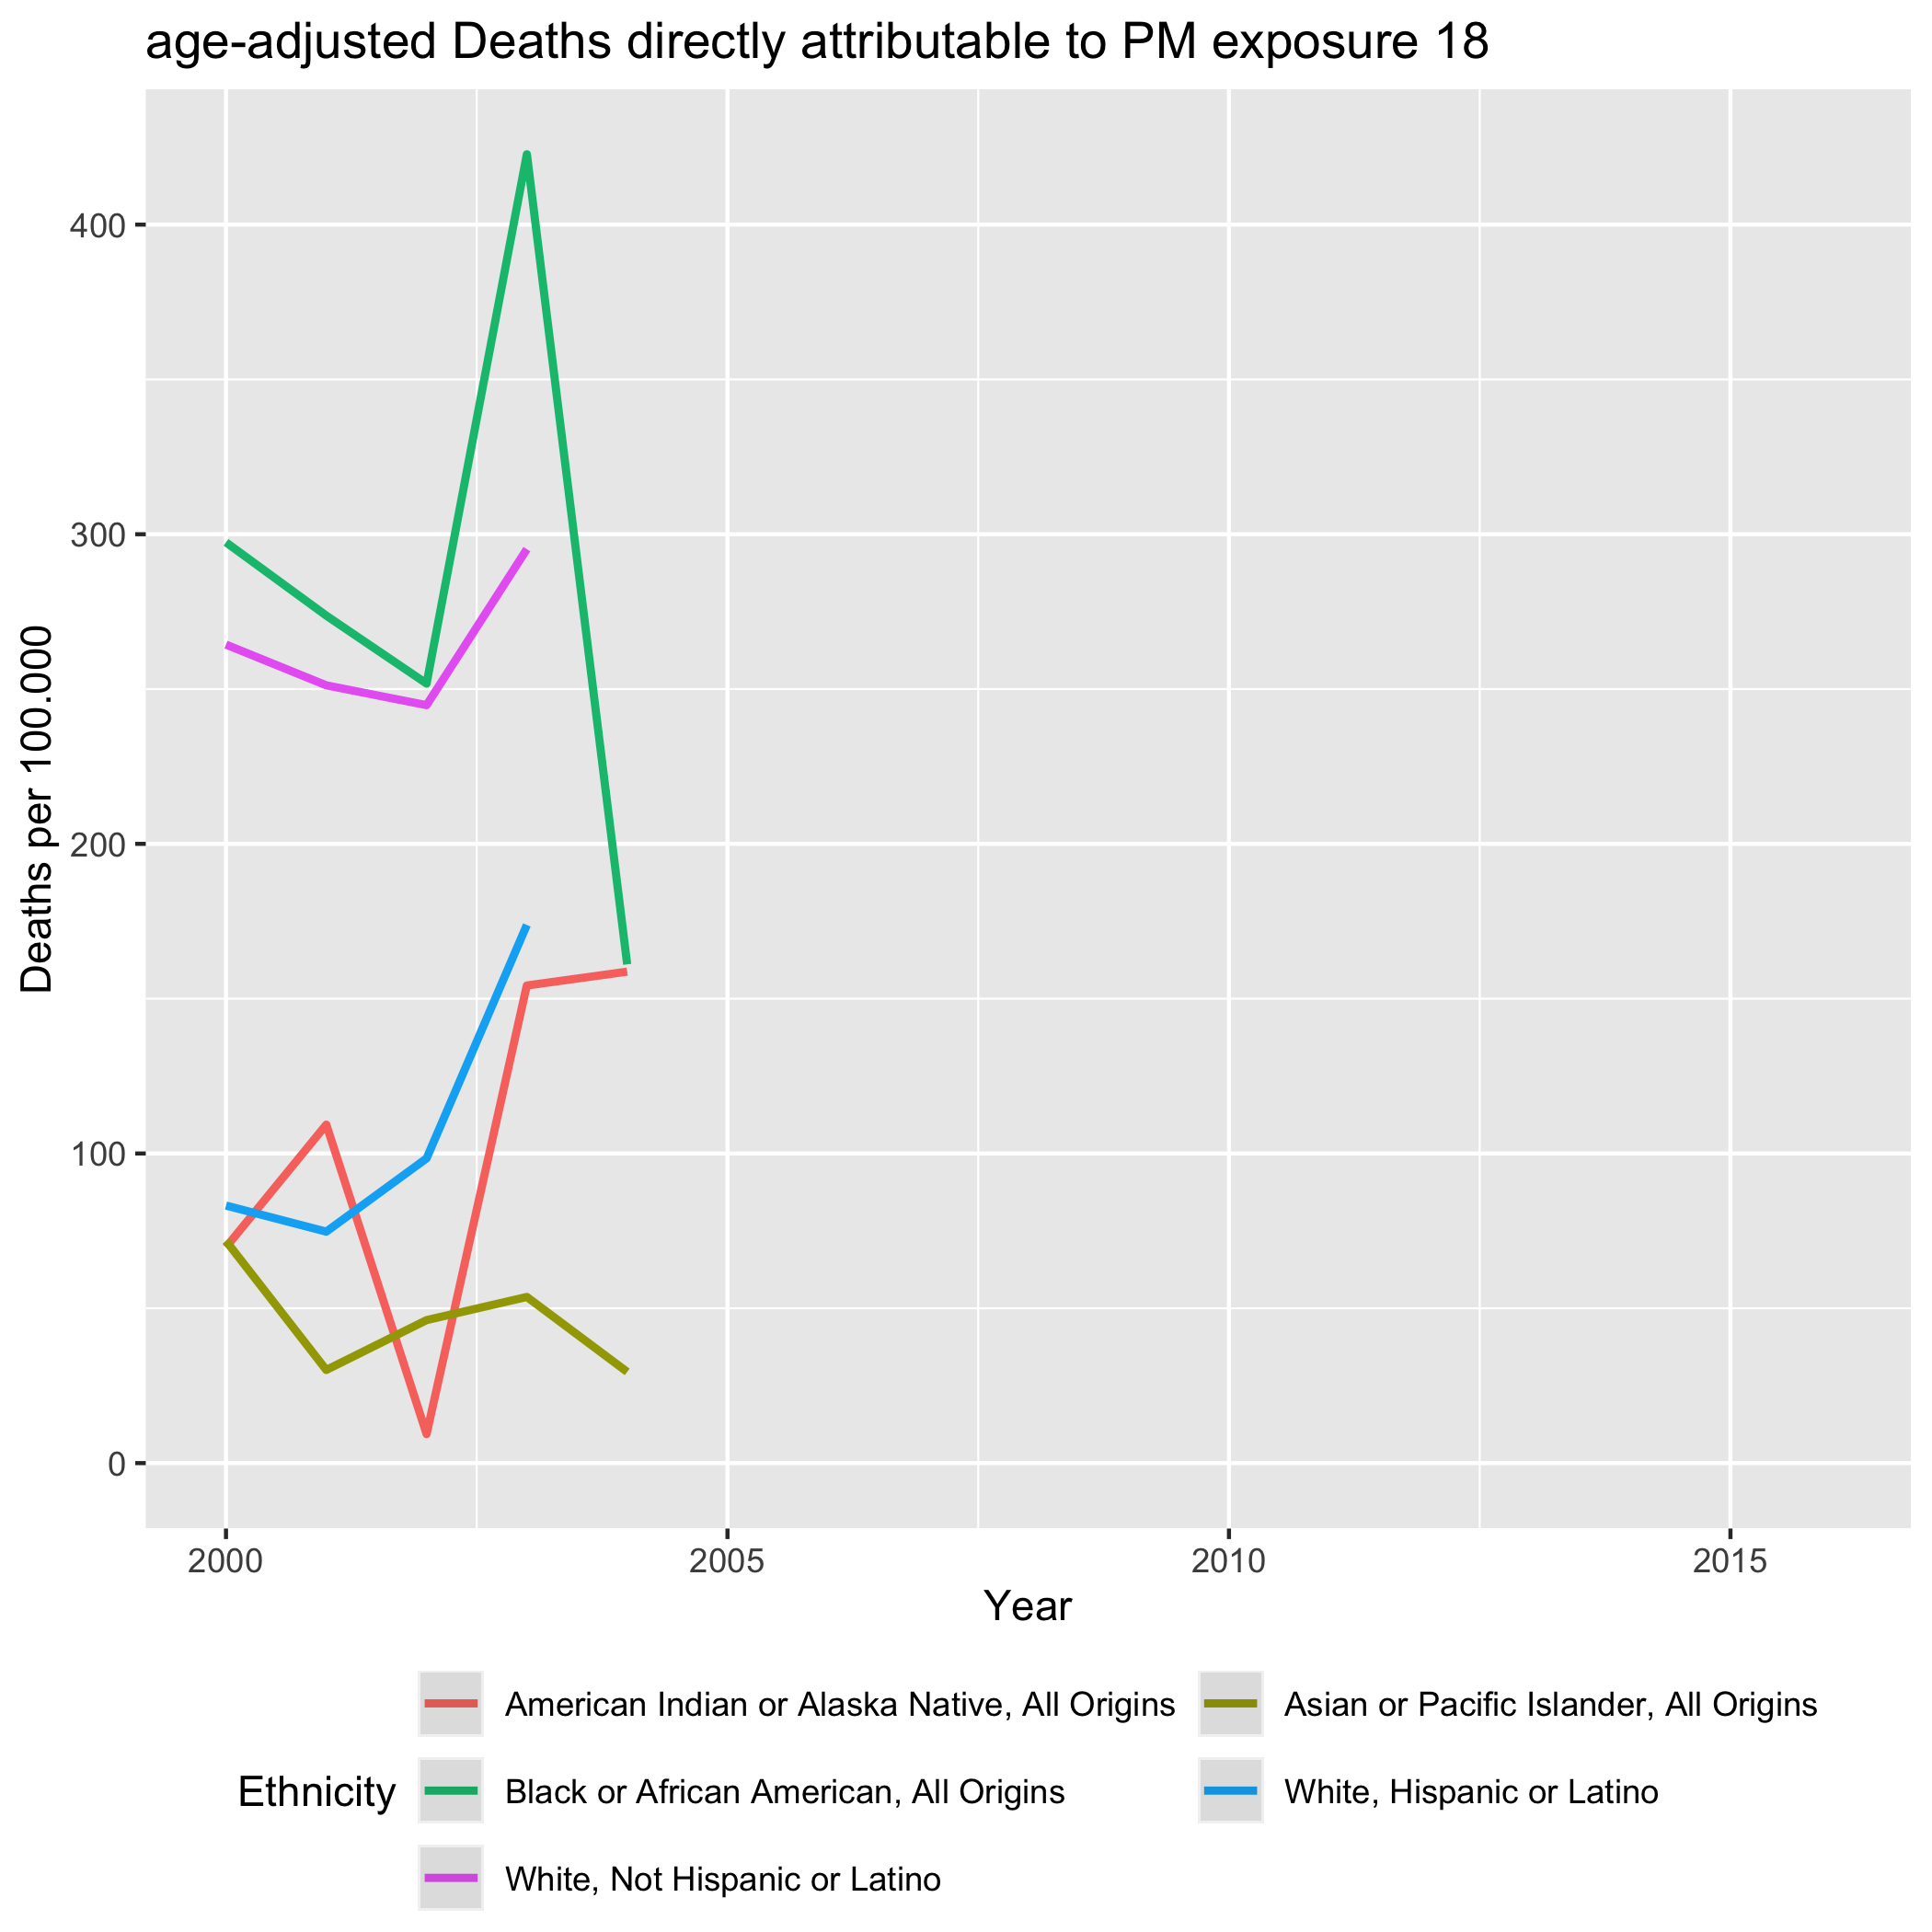 age-adjusted Deaths directly attributable to PM exposure 18
Deaths per 100.000
400
300
200
100
0
2000
2005
2010
2015
Year
Ethnicity
American Indian or Alaska Native, All Origins
Asian or Pacific Islander, All Origins
Black or African American, All Origins
White, Hispanic or Latino
White, Not Hispanic or Latino